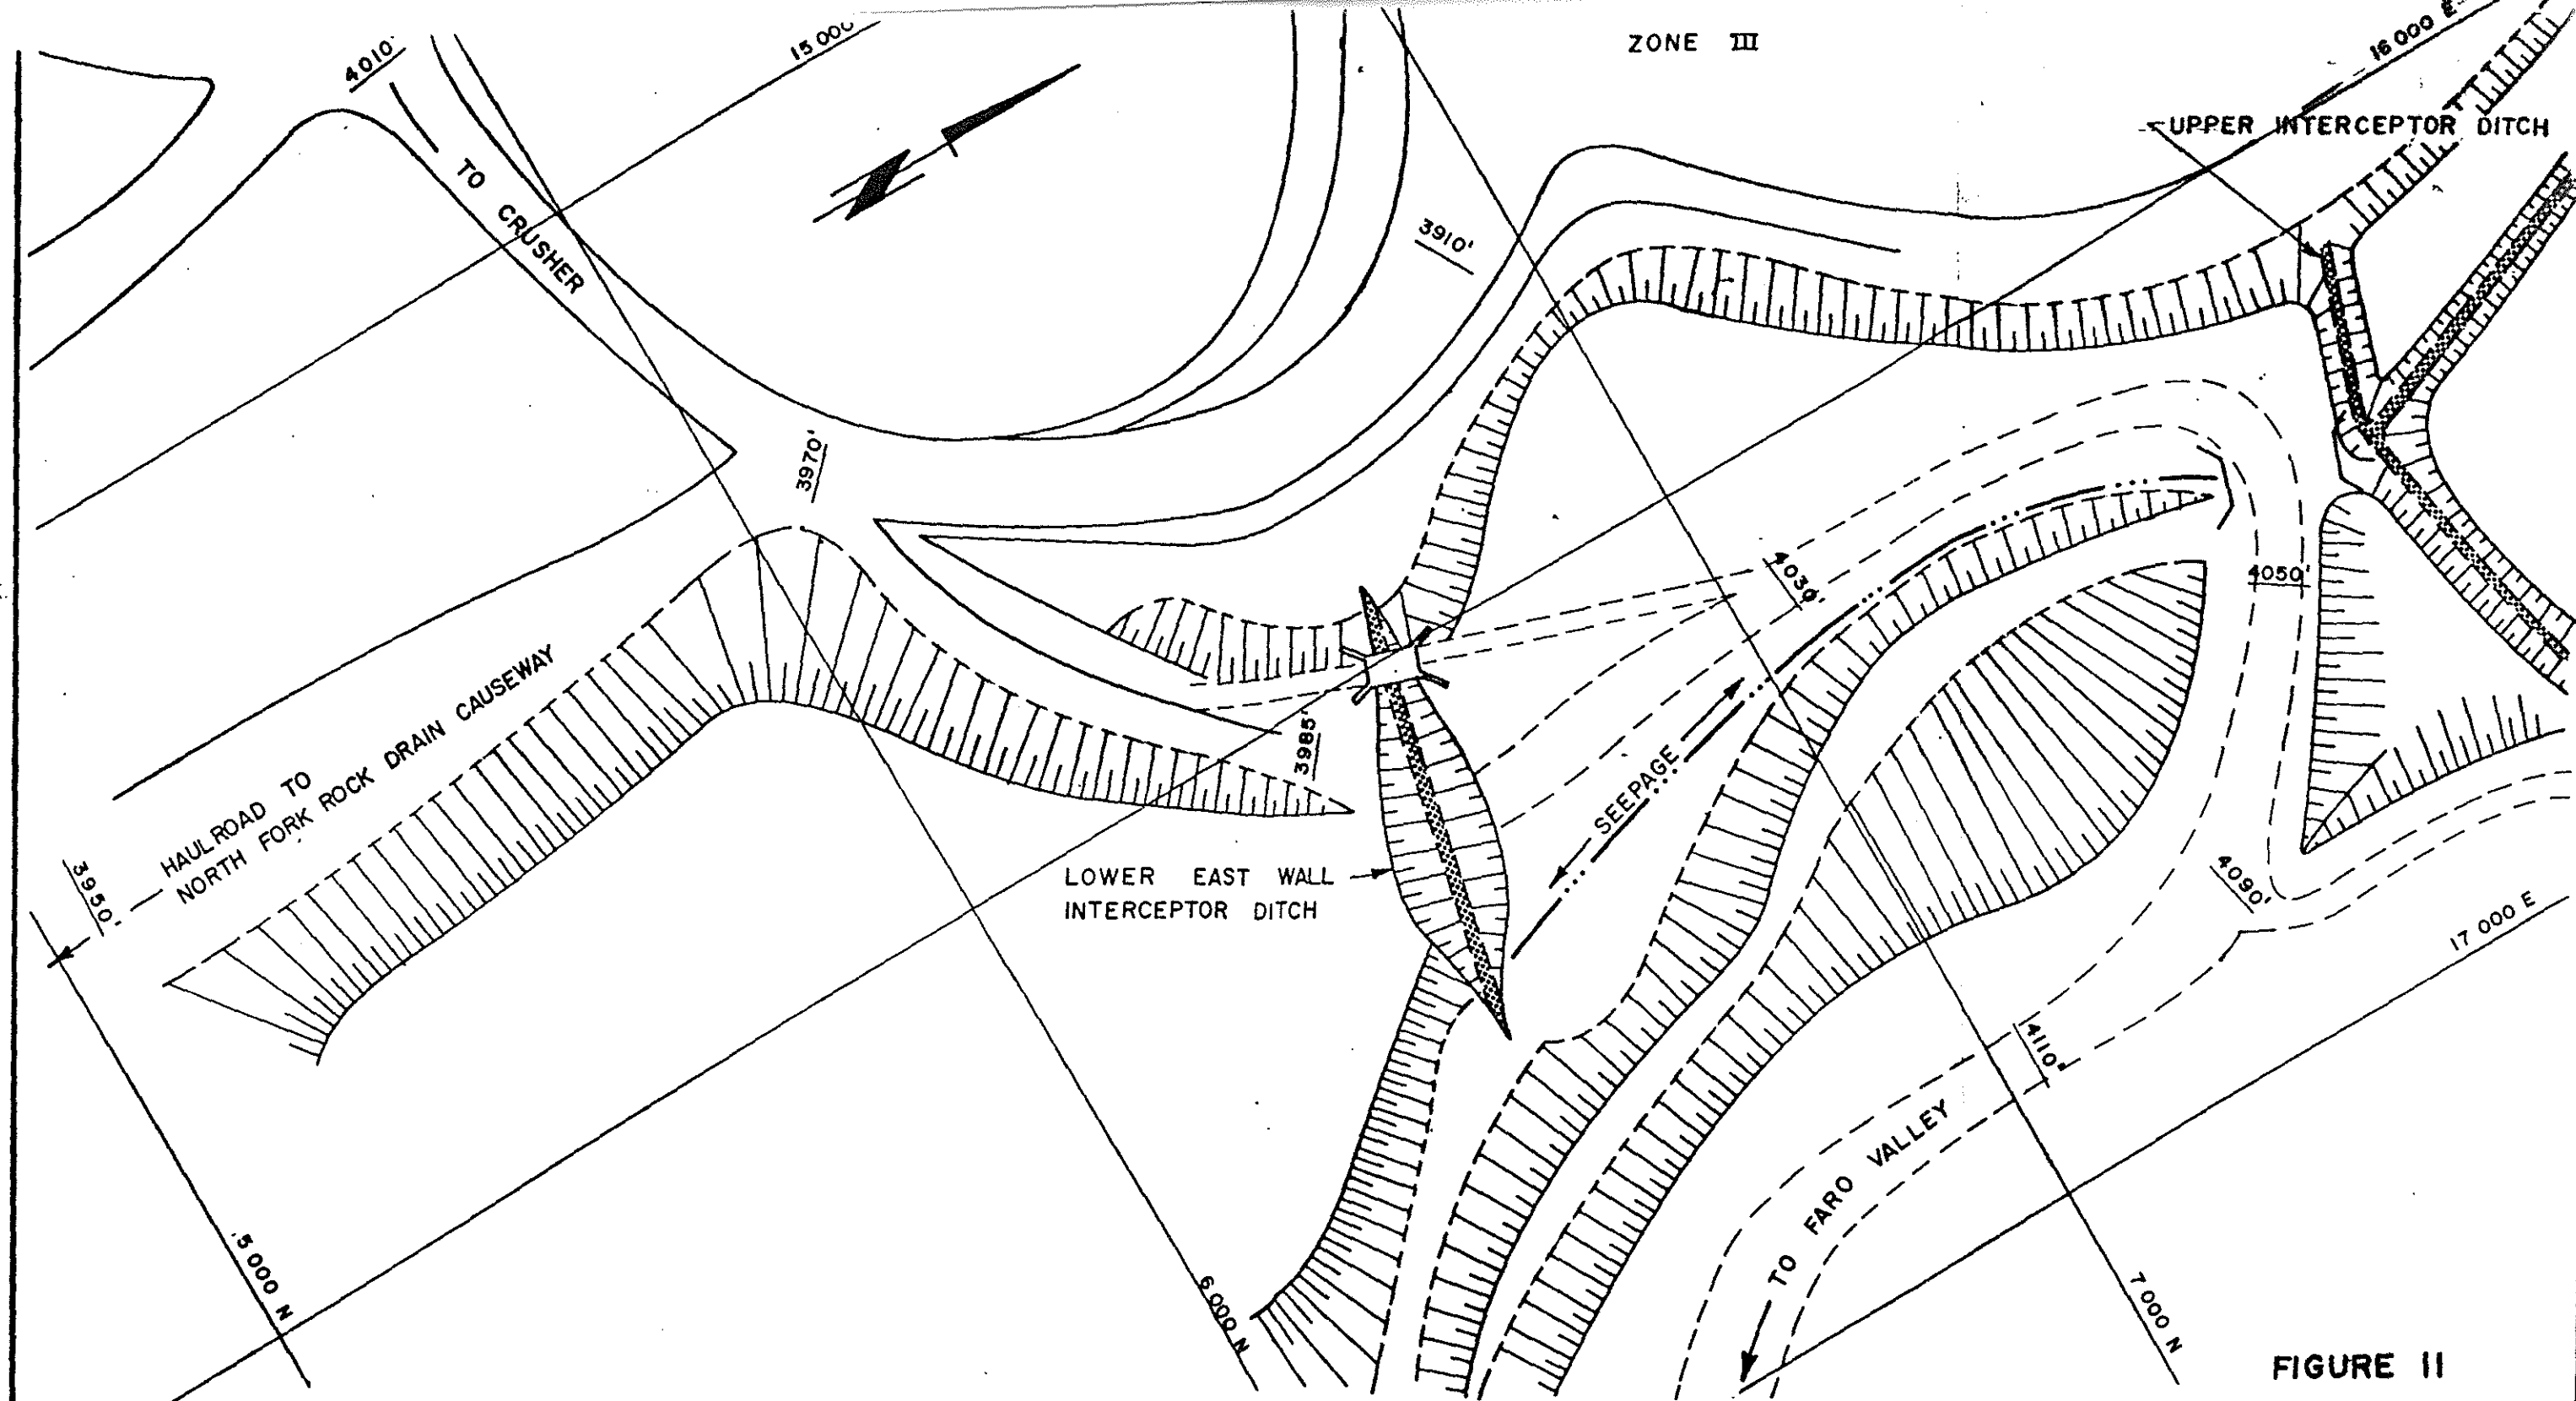 ZONE III
4010'
15 000
16 000 E
UPPER INTERCEPTOR DITCH
TO CRUSHER
3910'
3970'
4030'
4050'
HAULROAD TO
NORTH FORK ROCK DRAIN CAUSEWAY
3985'
SEEPAGE
3950'
LOWER EAST WALL
INTERCEPTOR DITCH
4090'
17 000 E
4110'
TO FARO VALLEY
5 000 N
6 000 N
7 000 N
FIGURE 11